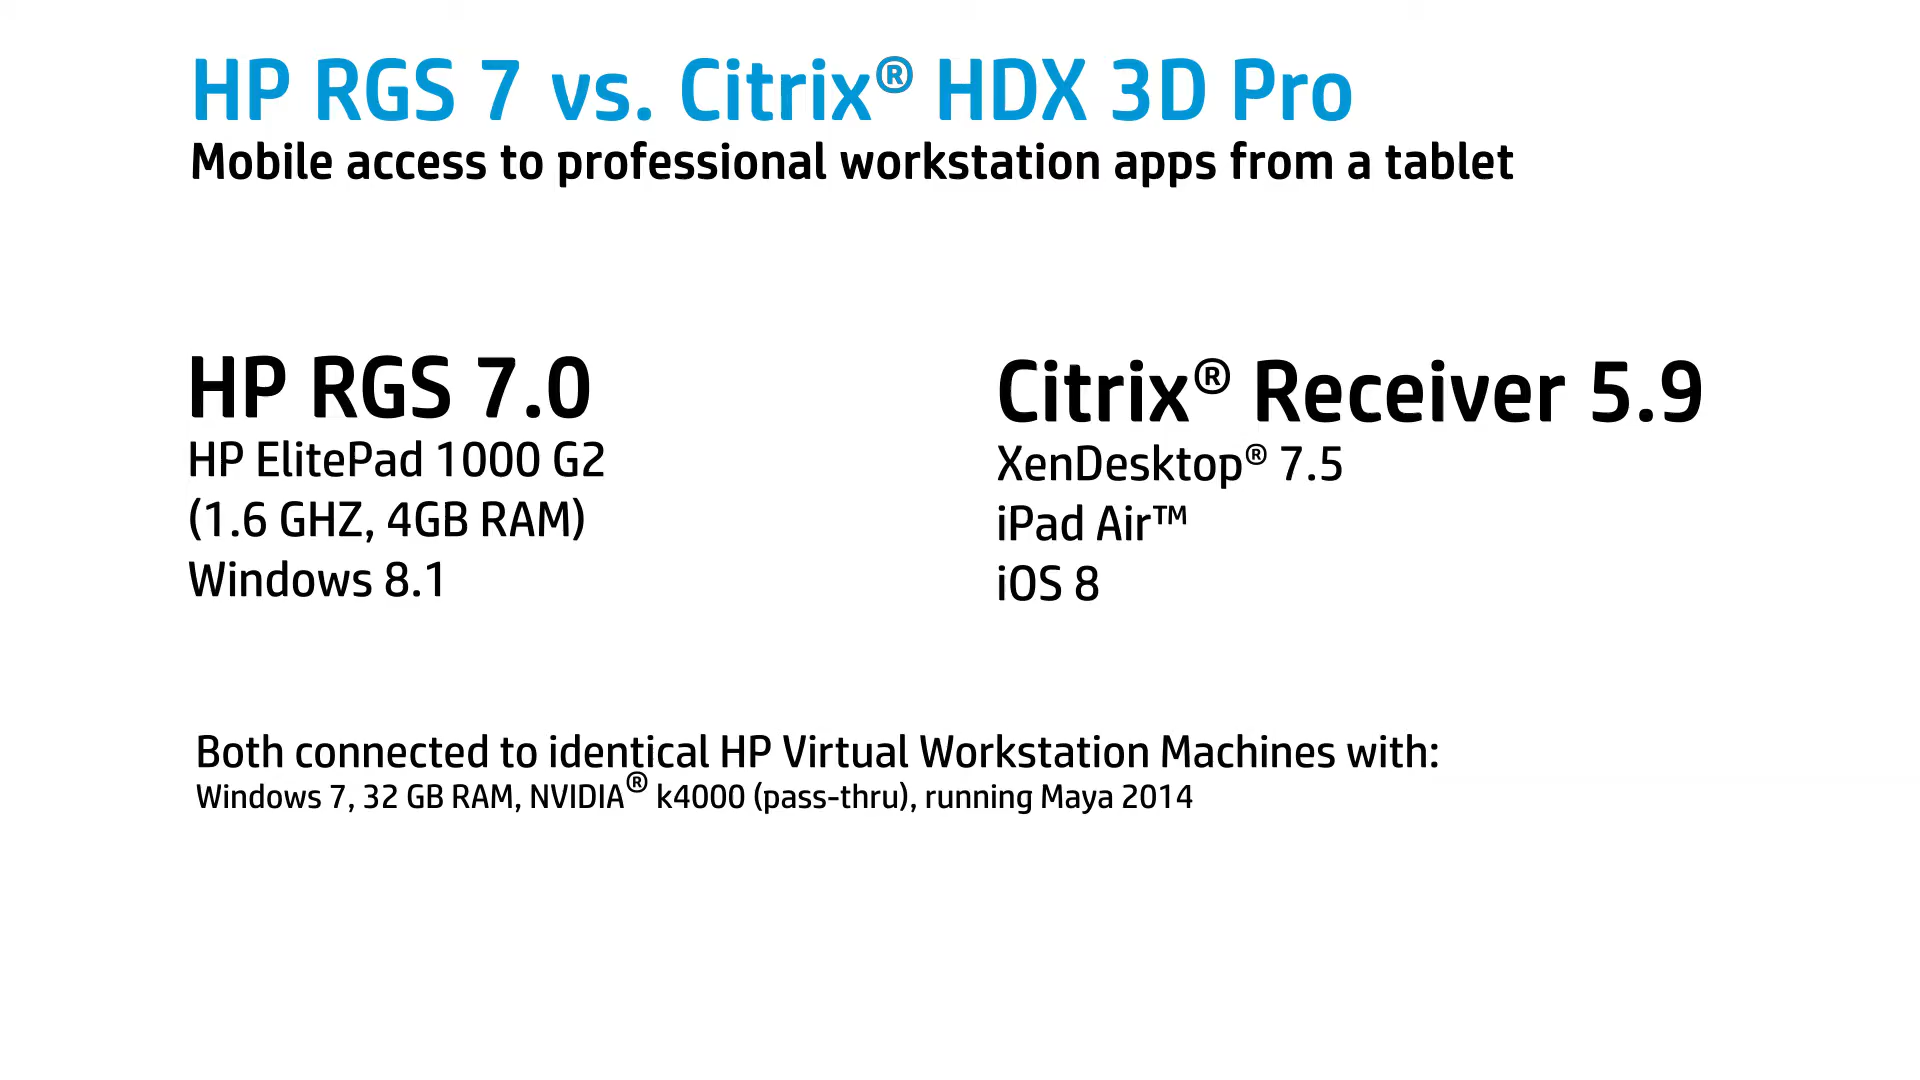 HP RGS 7 vs. Citrix® HDX 3D Pro
Mobile access to professional workstation apps from a tablet
HP RGS 7.0
HP ElitePad 1000 G2
(1.6 GHZ, 4GB RAM)
Windows 8.1
Citrix® Receiver 5.9
XenDesktop® 7.5
iPad Air™
iOS 8
Both connected to identical HP Virtual Workstation Machines with:
Windows 7, 32 GB RAM, NVIDIA® k4000 (pass-thru), running Maya 2014